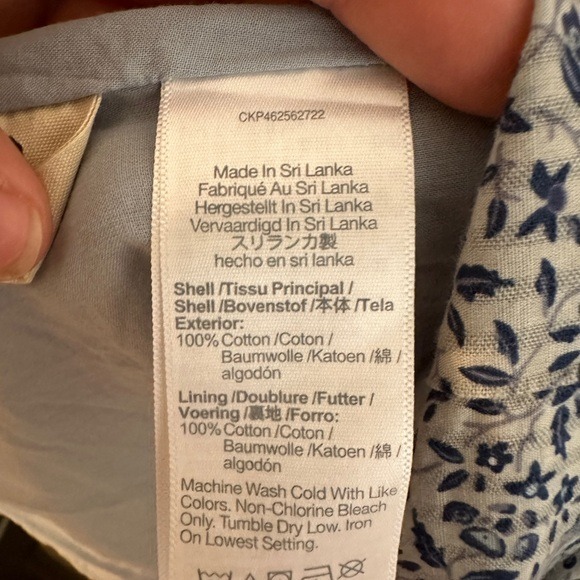 CKP462562722
Made In Sri Lanka
Fabriqué Au Sri Lanka
Hergestellt In Sri Lanka
Vervaardigd In Sri Lanka
スリランカ製
hecho en sri lanka
Shell /Tissu Principal /
Shell /Bovenstof /本体 /Tela
Exterior:
100% Cotton /Coton /
Baumwolle /Katoen /綿 /
algodón
Lining /Doublure /Futter /
Voering /裏地 /Forro:
100% Cotton /Coton /
Baumwolle /Katoen /綿 /
algodón
Machine Wash Cold With Like
Colors. Non-Chlorine Bleach
Only. Tumble Dry Low. Iron
On Lowest Setting.